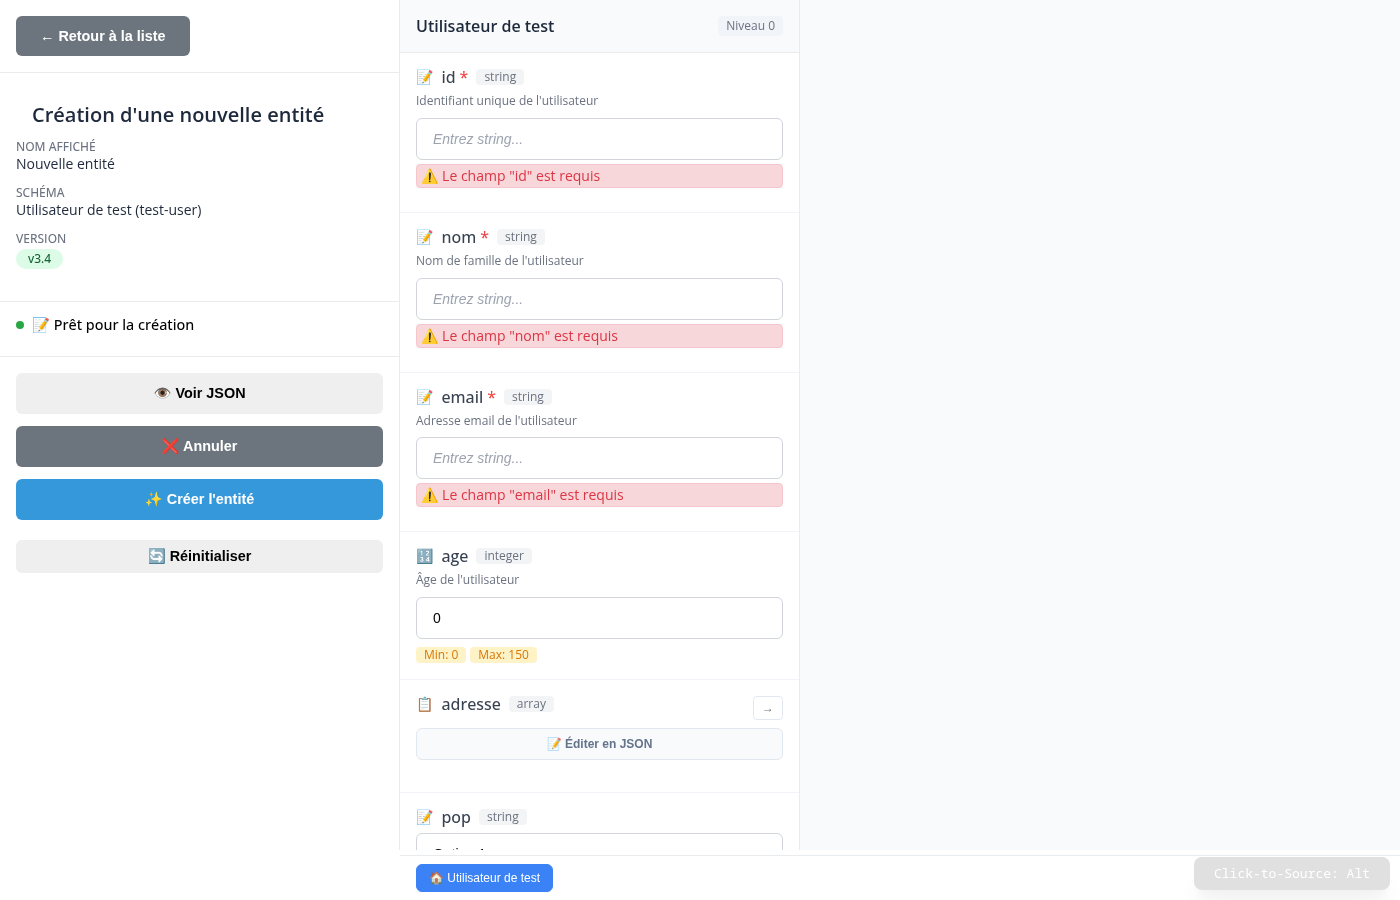 ← Retour à la liste
Création d'une nouvelle entité
NOM AFFICHÉ
Nouvelle entité
SCHÉMA
Utilisateur de test (test-user)
VERSION
v3.4
📝 Prêt pour la création
👁️ Voir JSON
❌ Annuler
✨ Créer l'entité
🔄 Réinitialiser
Utilisateur de test Niveau 0
📝 id * string
Identifiant unique de l'utilisateur
Entrez string...
⚠️ Le champ "id" est requis
📝 nom * string
Nom de famille de l'utilisateur
Entrez string...
⚠️ Le champ "nom" est requis
📝 email * string
Adresse email de l'utilisateur
Entrez string...
⚠️ Le champ "email" est requis
🔢 age integer
Âge de l'utilisateur
0
Min: 0 Max: 150
📋 adresse array →
📝 Éditer en JSON
📝 pop string
🏠 Utilisateur de test
Click-to-Source: Alt